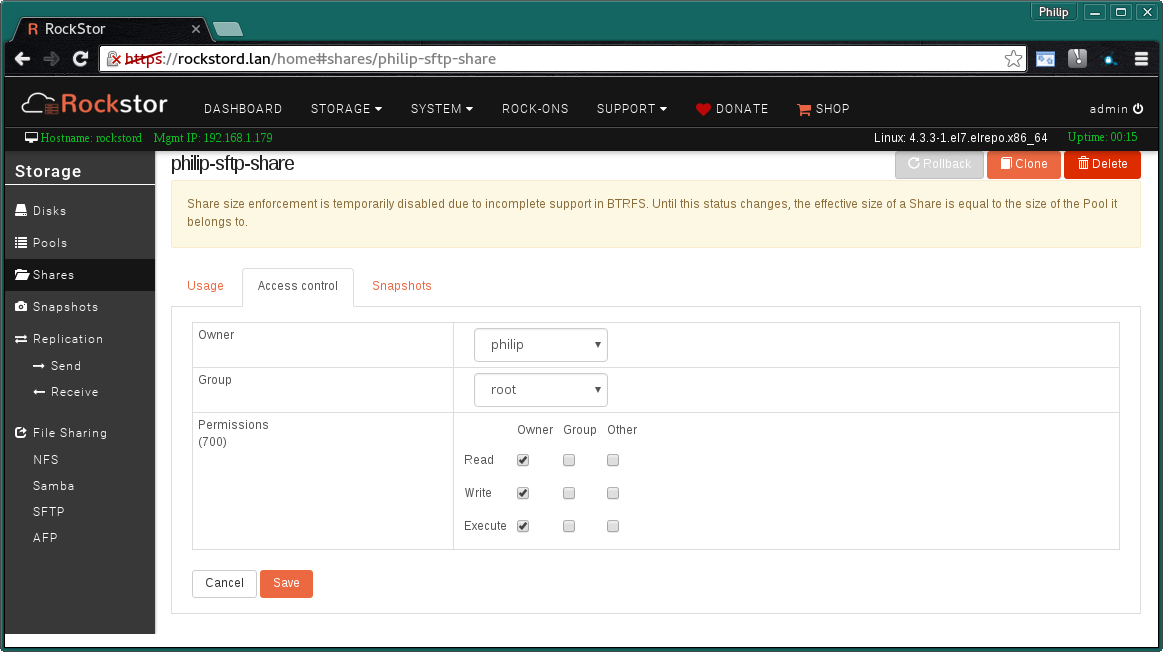 Philip
R RockStor
https://rockstord.lan/home#shares/philip-sftp-share
Rockstor DASHBOARD STORAGE SYSTEM ROCK-ONS SUPPORT DONATE SHOP admin
Hostname: rockstord Mgmt IP: 192.168.1.179 Linux: 4.3.3-1.el7.elrepo.x86_64 Uptime: 00:15
Storage
Disks
Pools
Shares
Snapshots
Replication
Send
Receive
File Sharing
NFS
Samba
SFTP
AFP
philip-sftp-share
Rollback Clone Delete
Share size enforcement is temporarily disabled due to incomplete support in BTRFS. Until this status changes, the effective size of a Share is equal to the size of the Pool it
belongs to.
Usage Access control Snapshots
Owner philip
Group root
Permissions
(700)
Owner Group Other
Read
Write
Execute
Cancel Save